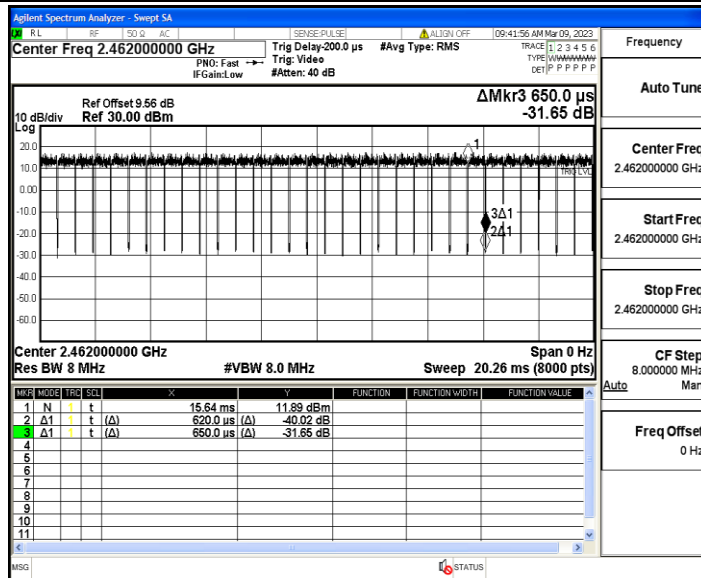 Agilent Spectrum Analyzer - Swept SA
RL RF 50 Ω AC SENSE:PULSE ALIGN OFF 09:41:56 AM Mar 09, 2023
Center Freq 2.462000000 GHz
PNO: Fast
IFGain:Low
Trig Delay-200.0 µs
Trig: Video
#Atten: 40 dB
#Avg Type: RMS
TRACE 1 2 3 4 5 6
TYPE
DET P P P P P P
Ref Offset 9.56 dB
Ref 30.00 dBm
10 dB/div
Log
ΔMkr3 650.0 µs
-31.65 dB
20.0
10.0
0.00
-10.0
-20.0
-30.0
-40.0
-50.0
-60.0
1
TRIG LVL
3Δ1
2Δ1
Center 2.462000000 GHz Span 0 Hz
Res BW 8 MHz #VBW 8.0 MHz Sweep 20.26 ms (8000 pts)
MKR MODE TRC SCL X Y FUNCTION FUNCTION WIDTH FUNCTION VALUE
1 N 1 t 15.64 ms 11.89 dBm
2 Δ1 1 t (Δ) 620.0 µs (Δ) -40.02 dB
3 Δ1 1 t (Δ) 650.0 µs (Δ) -31.65 dB
4
5
6
7
8
9
10
11
MSG STATUS
Frequency
Auto Tune
Center Freq
2.462000000 GHz
Start Freq
2.462000000 GHz
Stop Freq
2.462000000 GHz
CF Step
8.000000 MHz
Auto Man
Freq Offset
0 Hz